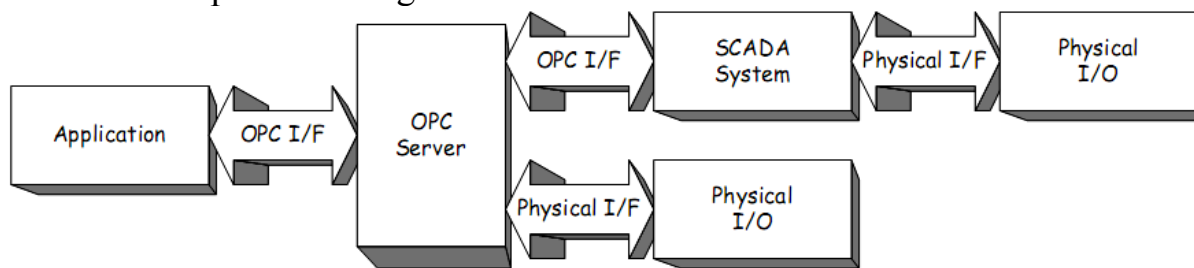 Application
OPC I/F
OPC
Server
OPC I/F
SCADA
System
Physical I/F
Physical
I/O
Physical I/F
Physical
I/O